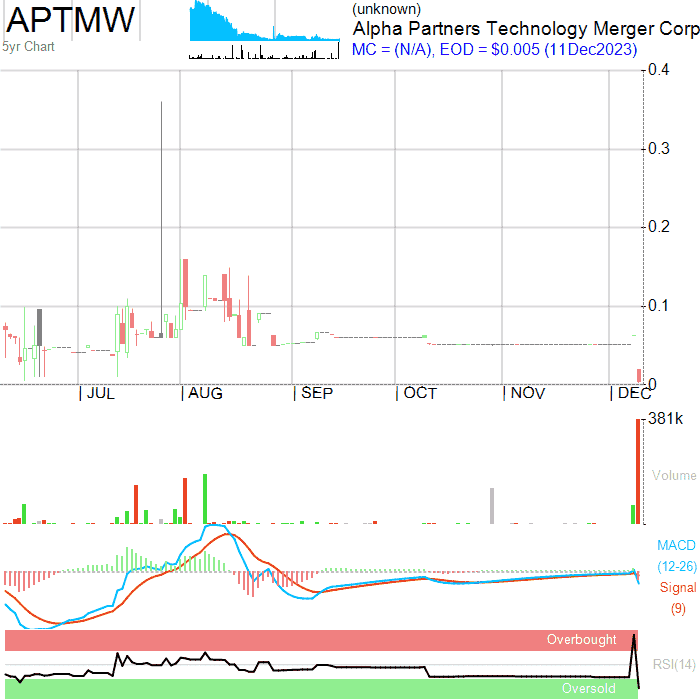 APTMW
5yr Chart
(unknown)
Alpha Partners Technology Merger Corp
MC = (N/A), EOD = $0.005 (11Dec2023)
0.4
0.3
0.2
0.1
0
JUL AUG SEP OCT NOV DEC
381k
Volume
MACD
(12-26)
Signal
(9)
Overbought
RSI(14)
Oversold